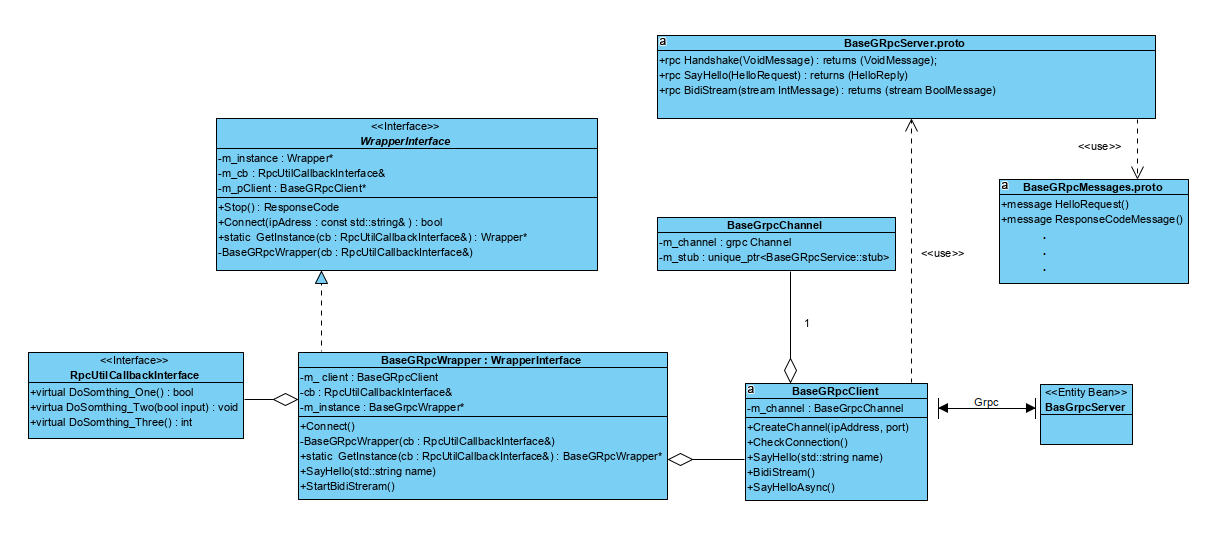 a
BaseGRpcServer.proto
+rpc Handshake(VoidMessage) : returns (VoidMessage);
+rpc SayHello(HelloRequest) : returns (HelloReply)
+rpc BidiStream(stream IntMessage) : returns (stream BoolMessage)
<<Interface>>
WrapperInterface
-m_instance : Wrapper*
-m_cb : RpcUtilCallbackInterface&
-m_pClient : BaseGRpcClient*
+Stop() : ResponseCode
+Connect(ipAdress : const std::string& ) : bool
+static  GetInstance(cb : RpcUtilCallbackInterface&) : Wrapper*
-BaseGRpcWrapper(cb : RpcUtilCallbackInterface&)
<<use>>
a
BaseGRpcMessages.proto
+message HelloRequest()
+message ResponseCodeMessage()
.
.
.
BaseGrpcChannel
-m_channel : grpc Channel
-m_stub : unique_ptr<BaseGRpcService::stub>
<<use>>
1
<<Interface>>
RpcUtilCallbackInterface
+virtual DoSomthing_One() : bool
+virtua DoSomthing_Two(bool input) : void
+virtual DoSomthing_Three() : int
BaseGRpcWrapper : WrapperInterface
-m_ client : BaseGRpcClient
-cb : RpcUtilCallbackInterface&
-m_instance : BaseGrpcWrapper*
+Connect()
-BaseGRpcWrapper(cb : RpcUtilCallbackInterface&)
+static  GetInstance(cb : RpcUtilCallbackInterface&) : BaseGRpcWrapper*
+SayHello(std::string name)
+StartBidiStreram()
a
BaseGRpcClient
-m_channel : BaseGrpcChannel
+CreateChannel(ipAddress, port)
+CheckConnection()
+SayHello(std::string name)
+BidiStream()
+SayHelloAsync()
Grpc
<<Entity Bean>>
BasGrpcServer